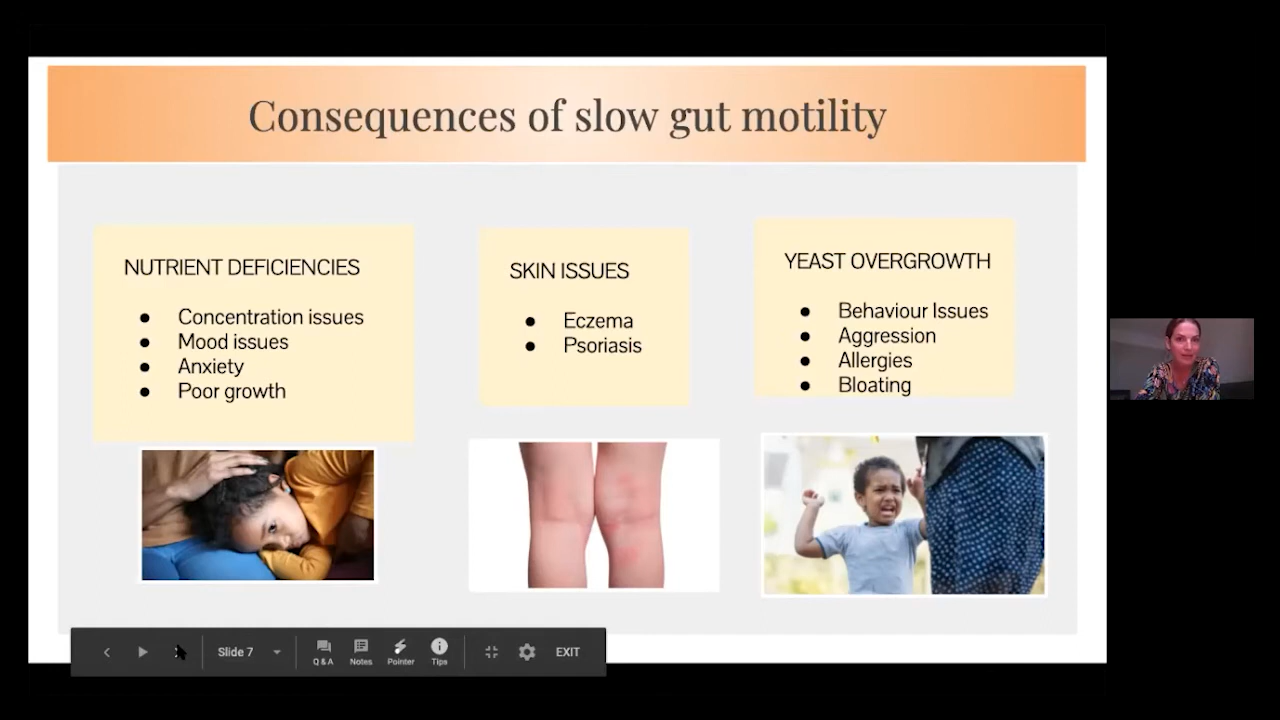 Consequences of slow gut motility
NUTRIENT DEFICIENCIES
● Concentration issues
● Mood issues
● Anxiety
● Poor growth
SKIN ISSUES
● Eczema
● Psoriasis
YEAST OVERGROWTH
● Behaviour Issues
● Aggression
● Allergies
● Bloating
Slide 7
Q & A
Notes
Pointer
Tips
EXIT